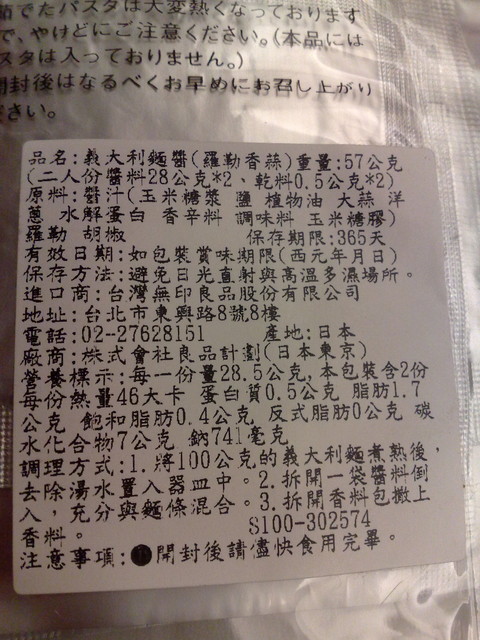 茹でたパスタは大変熱くなっております
で、やけどにご注意ください。(本品には
スタは入っておりません。)
開封後はなるべくお早めにお召し上がり
ださい。
品名:義大利麵醬(羅勒香蒜)重量:57公克
(二人份醬料28公克*2、乾料0.5公克*2)
原料:醬汁(玉米糖漿 鹽 植物油 大蒜 洋
蔥 水解蛋白 香辛料 調味料 玉米糖膠)
羅勒 胡椒 保存期限:365天
有效日期:如包裝賞味期限(西元年月日)
保存方法:避免日光直射與高溫多濕場所。
進口商:台灣無印良品股份有限公司
地址:台北市東興路8號8樓
電話:02-27628151 產地:日本
廠商:株式會社良品計劃(日本東京)
營養標示:每一份量28.5公克,本包裝含2份
每份熱量46大卡 蛋白質0.5公克 脂肪1.7
公克 飽和脂肪0.4公克 反式脂肪0公克 碳
水化合物7公克 鈉741毫克
調理方式:1.將100公克的義大利麵煮熟後,
去除湯水置入器皿中。2.拆開一袋醬料倒
入,充分與麵條混合。3.拆開香料包撒上
香料。 S100-302574
注意事項:❶開封後請儘快食用完畢。